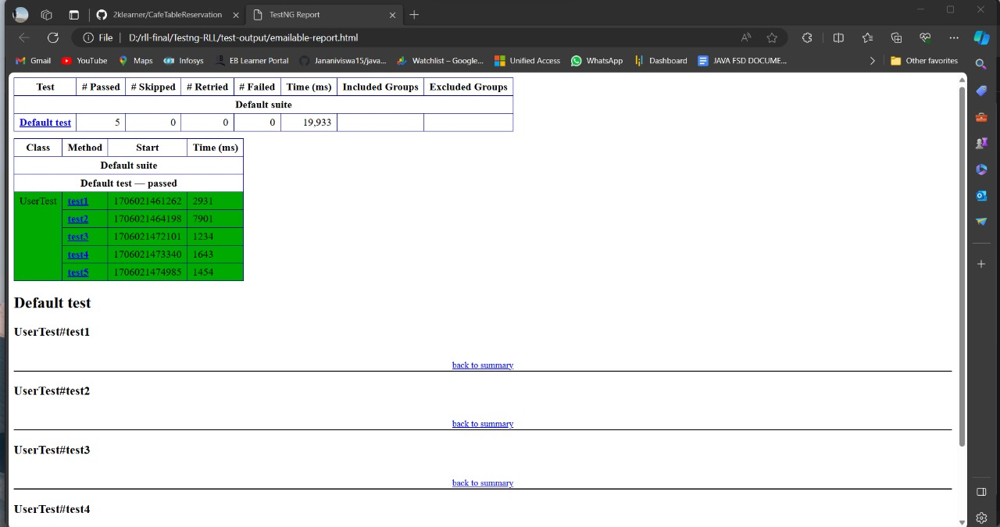 2klearner/CafeTableReservation TestNG Report
File D:/rll-final/Testng-RLL/test-output/emailable-report.html
Gmail YouTube Maps Infosys EB Learner Portal Jananiviswa15/java... Watchlist – Google... Unified Access WhatsApp Dashboard JAVA FSD DOCUME... Other favorites
Test # Passed # Skipped # Retried # Failed Time (ms) Included Groups Excluded Groups
Default suite
Default test 5 0 0 0 19,933
Class Method Start Time (ms)
Default suite
Default test — passed
UserTest test1 1706021461262 2931
test2 1706021464198 7901
test3 1706021472101 1234
test4 1706021473340 1643
test5 1706021474985 1454
Default test
UserTest#test1
back to summary
UserTest#test2
back to summary
UserTest#test3
back to summary
UserTest#test4